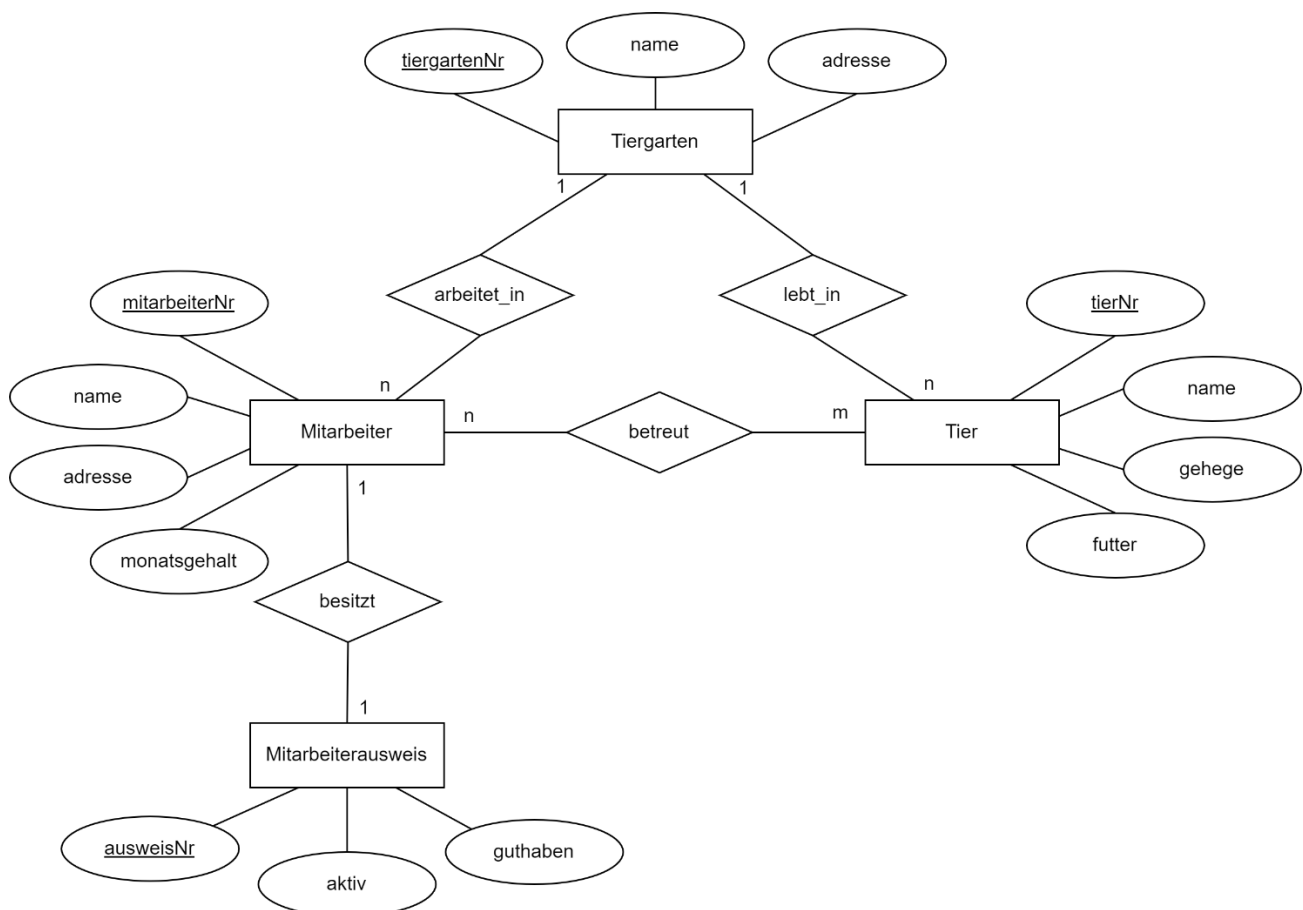 name
tiergartenNr
adresse
Tiergarten
1
1
mitarbeiterNr
arbeitet_in
lebt_in
tierNr
n
n
name
name
Mitarbeiter
n
betreut
m
Tier
adresse
gehege
1
monatsgehalt
futter
besitzt
1
Mitarbeiterausweis
ausweisNr
guthaben
aktiv